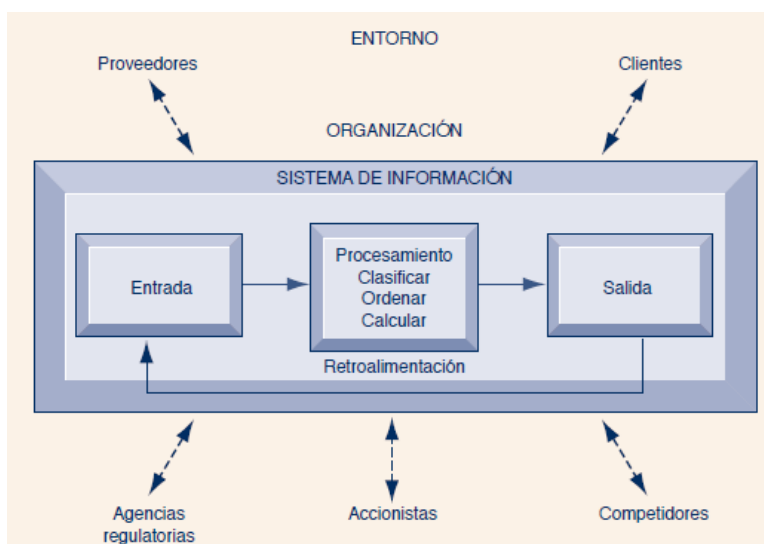 ENTORNO
Proveedores
Clientes
ORGANIZACIÓN
SISTEMA DE INFORMACIÓN
Entrada
Procesamiento
Clasificar
Ordenar
Calcular
Salida
Retroalimentación
Agencias
regulatorias
Accionistas
Competidores